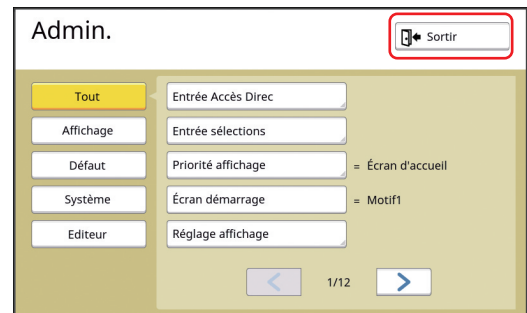 Admin.
Sortir
Tout
Entrée Accès Direc
Affichage
Entrée sélections
Défaut
Priorité affichage = Écran d'accueil
Système
Écran démarrage = Motif1
Editeur
Réglage affichage
1/12